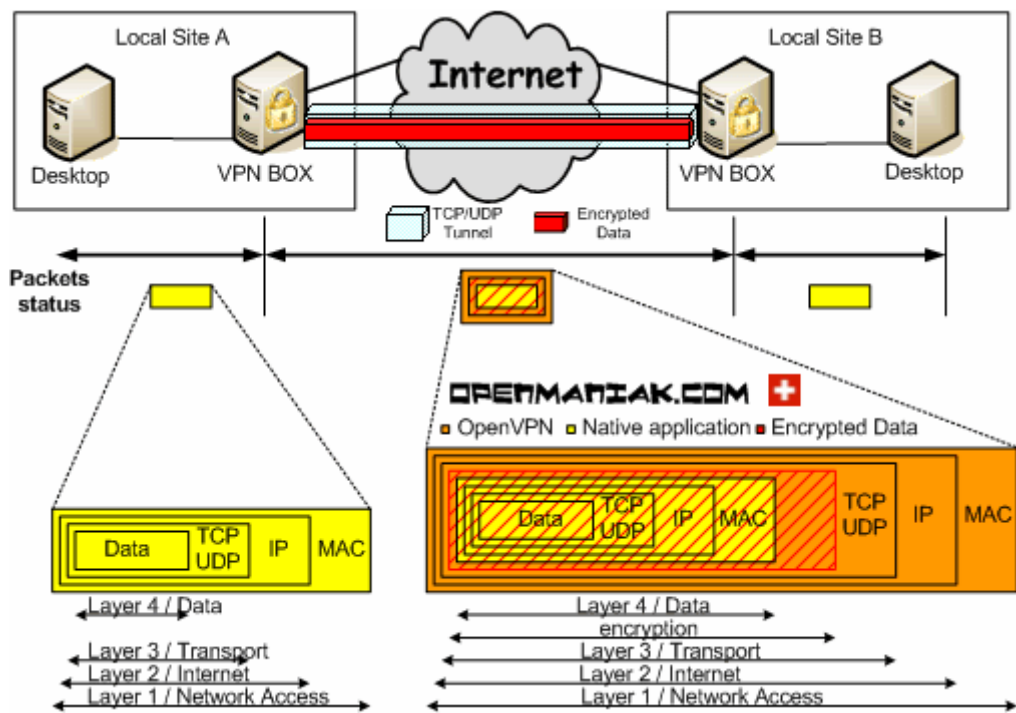 Local Site A
Internet
Local Site B
Desktop
VPN BOX
VPN BOX
Desktop
TCP/UDP
Tunnel
Encrypted
Data
Packets
status
OPENMANIAK.COM
OpenVPN
Native application
Encrypted Data
Data
TCP
UDP
IP
MAC
Data
TCP
UDP
IP
MAC
TCP
UDP
IP
MAC
Layer 4 / Data
Layer 3 / Transport
Layer 2 / Internet
Layer 1 / Network Access
Layer 4 / Data
encryption
Layer 3 / Transport
Layer 2 / Internet
Layer 1 / Network Access